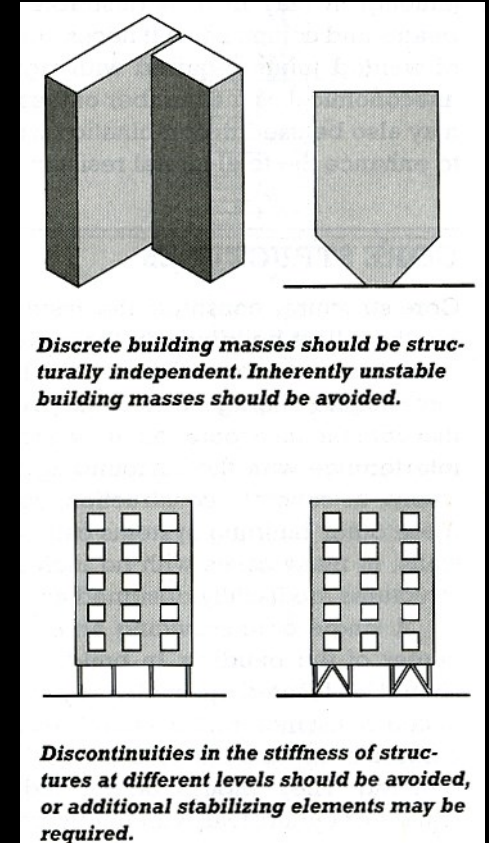 Discrete building masses should be struc-
turally independent. Inherently unstable
building masses should be avoided.
Discontinuities in the stiffness of struc-
tures at different levels should be avoided,
or additional stabilizing elements may be
required.